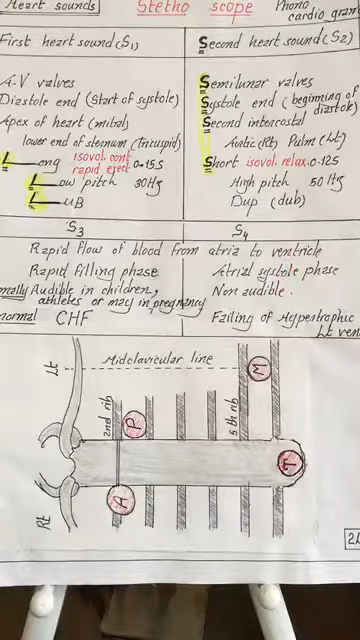 Heart sounds
Stetho scope
Phono
cardio gram
First heart sound (S1)
Second heart sound (S2)
A-V valves
Diastole end (Start of systole)
Apex of heart (mitral)
lower end of sternum (tricuspid)
Long isovol. cont
rapid eject 0.15S
Low pitch 30Hz
LuB
Semilunar valves
Systole end (beginning of
diastole)
Second intercostal
Aortic (Rt) Pulm (Lt)
Short isovol. relax. 0.12S
High pitch 50 Hz
Dup (dub)
S3
S4
Rapid flow of blood from atria to ventricle
Rapid filling phase
Atrial systole phase
mally Audible in children,
athletes or may in pregnancy
Non audible.
normal CHF
Failing of Hypertrophic
Lt ven
Lt
Midclavicular line
2nd rib
5th rib
M
P
T
A
Rt